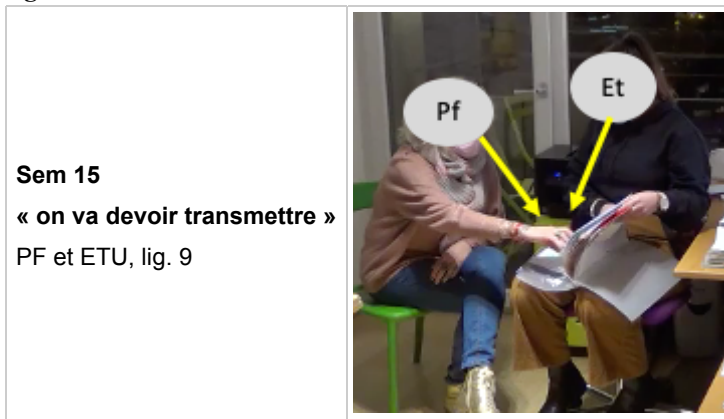 Sem 15
« on va devoir transmettre »
PF et ETU, lig. 9
Pf
Et